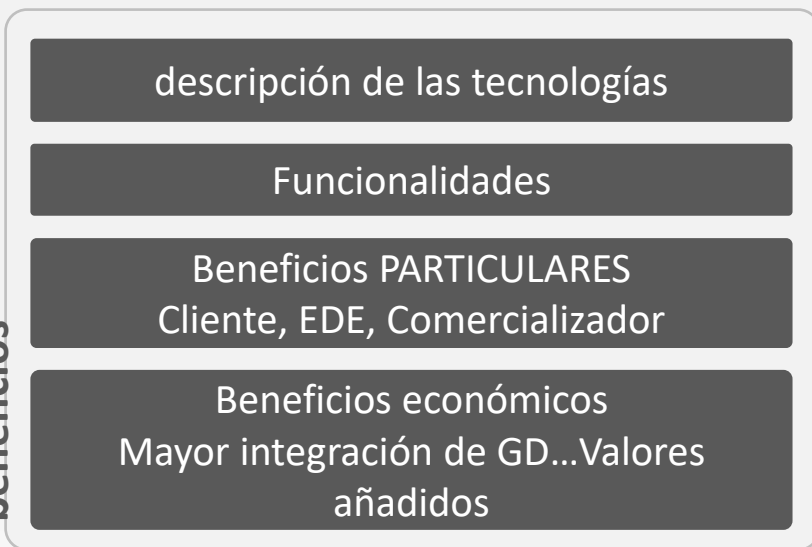 descripción de las tecnologías
Funcionalidades
Beneficios PARTICULARES
Cliente, EDE, Comercializador
Beneficios económicos
Mayor integración de GD...Valores
añadidos